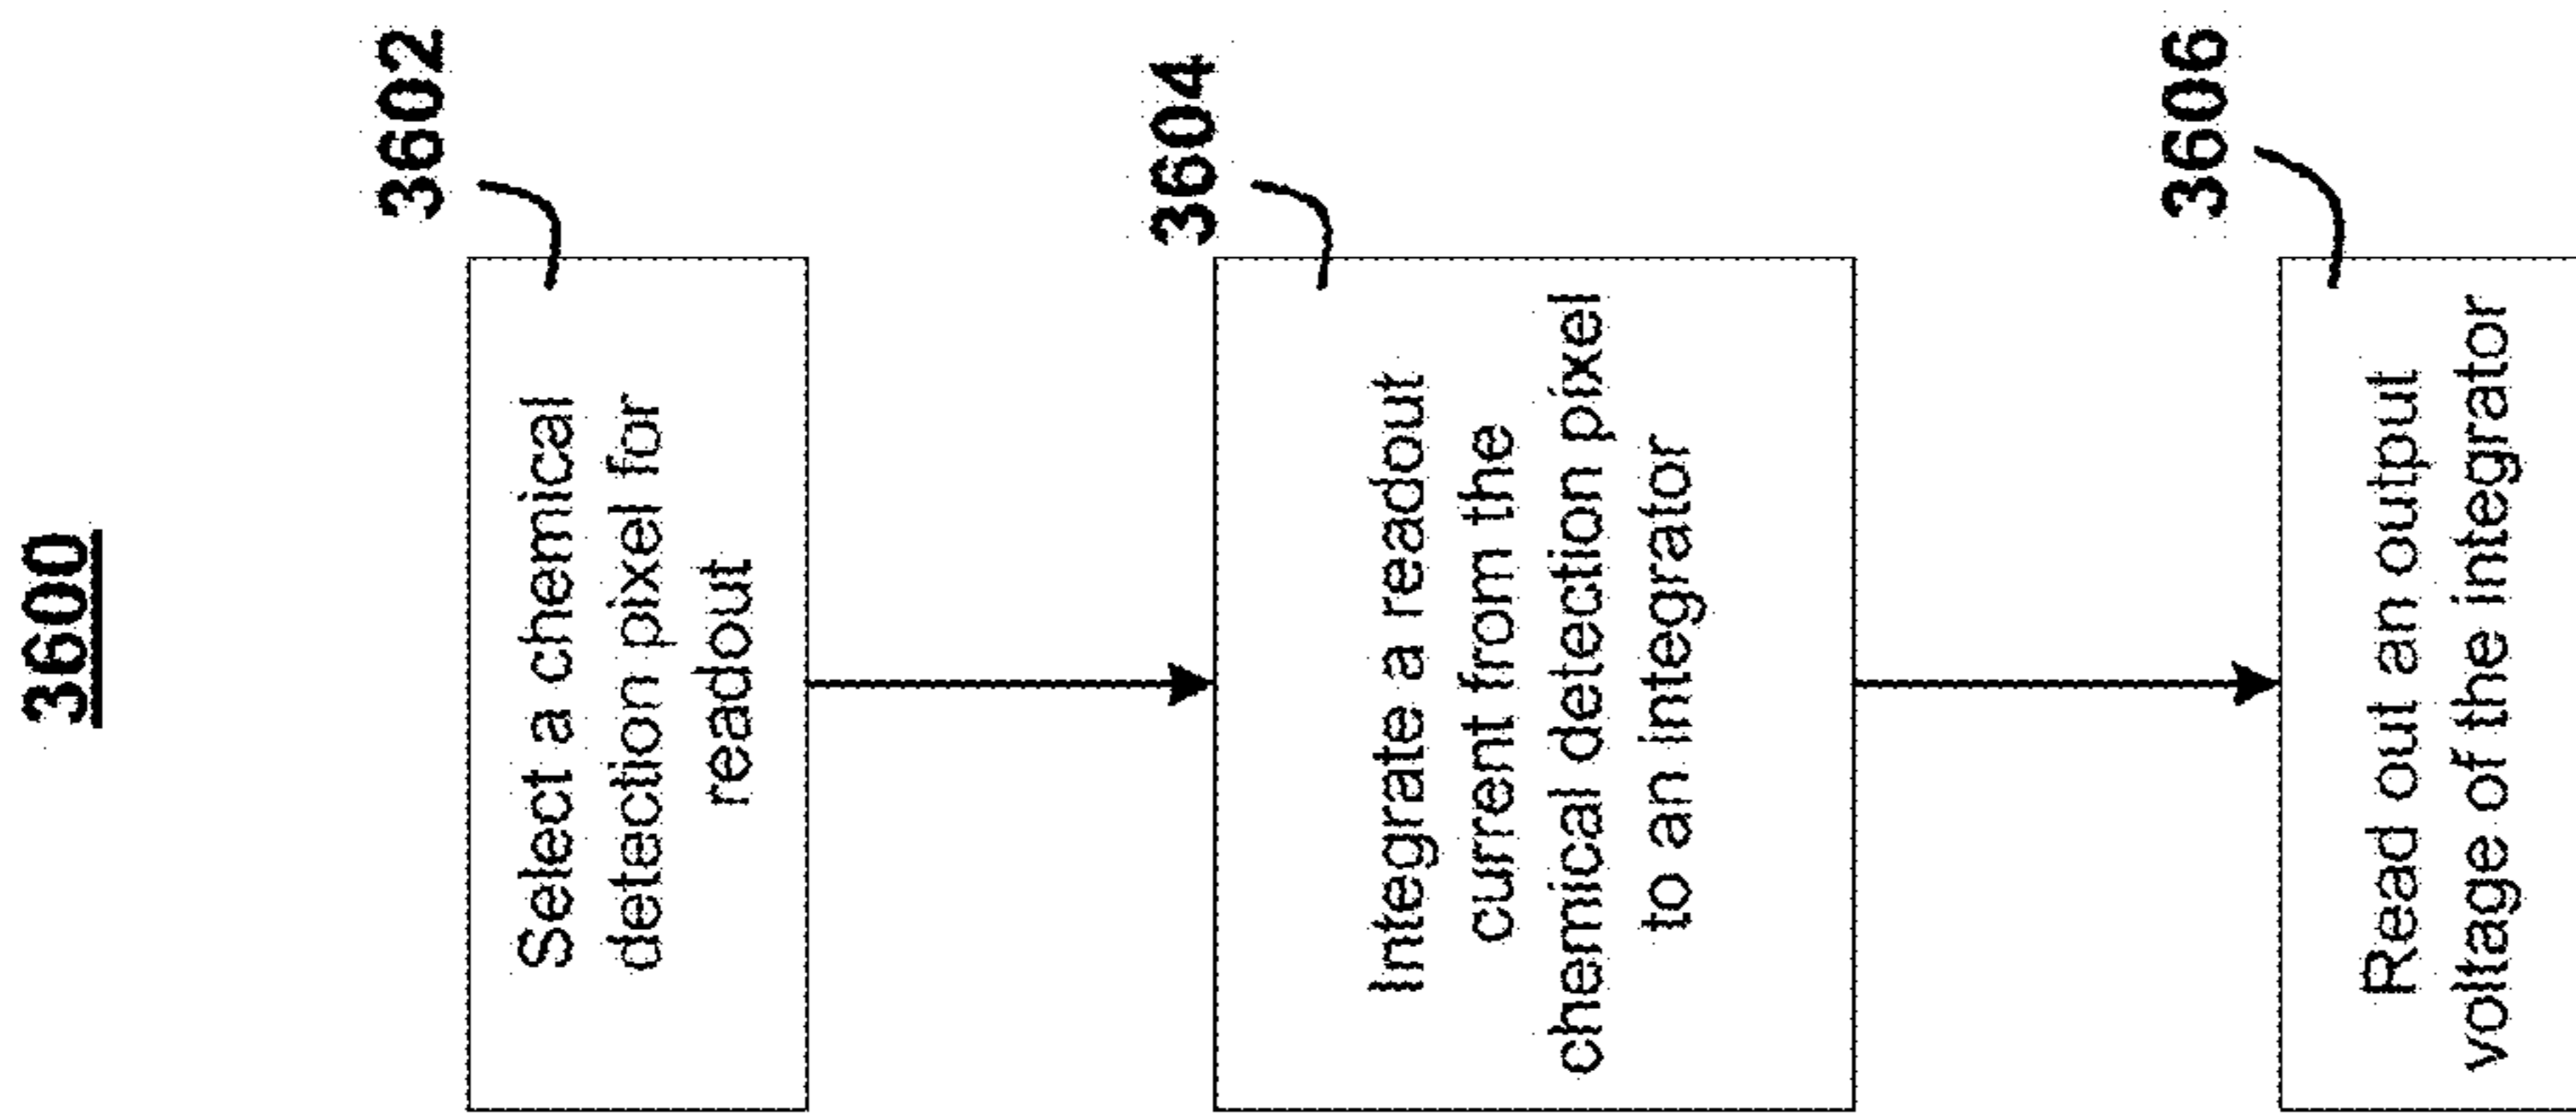 3600
3602
Select a chemical
detection pixel for
readout
3604
Integrate a readout
current from the
chemical detection pixel
to an integrator
3606
Read out an output
voltage of the integrator